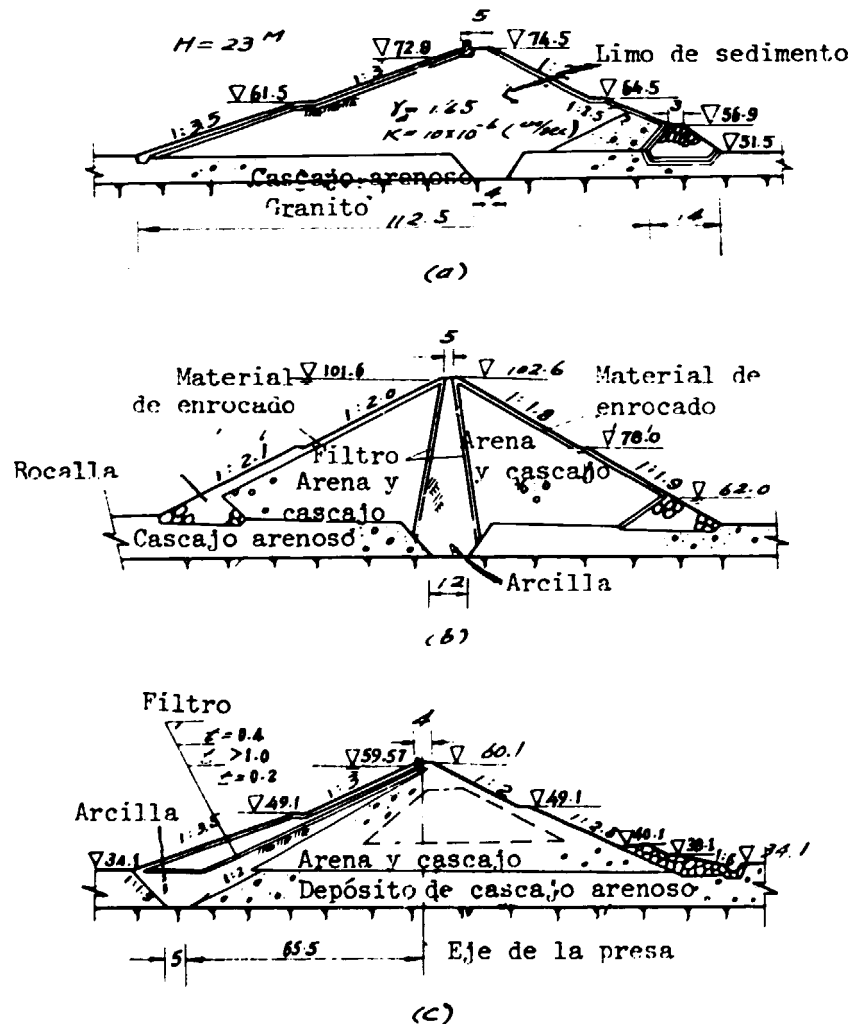 5
H = 23 M
▽72.8
▽74.5
Limo de sedimento
1:3
▽61.5
▽64.5
1:3.5
1:2.5
3
▽56.9
▽51.5
Cascajo arenoso
Granito
4
112.5
14
(a)
5
▽101.6
▽102.6
Material
de enrocado
Material de
enrocado
1:2.0
1:1.8
▽78.0
1:2.1
Filtro
Arena
y cascajo
1:1.9
Rocalla
Arena y
cascajo
▽62.0
Cascajo arenoso
12
Arcilla
(b)
Filtro
4
>1.0
▽59.57
▽60.1
1:3
1:2
Arcilla
▽49.1
▽49.1
1:3.5
▽40.1
▽34.1
Arena y cascajo
34.1
1:2
Depósito de cascajo arenoso
5
65.5
Eje de la presa
(c)